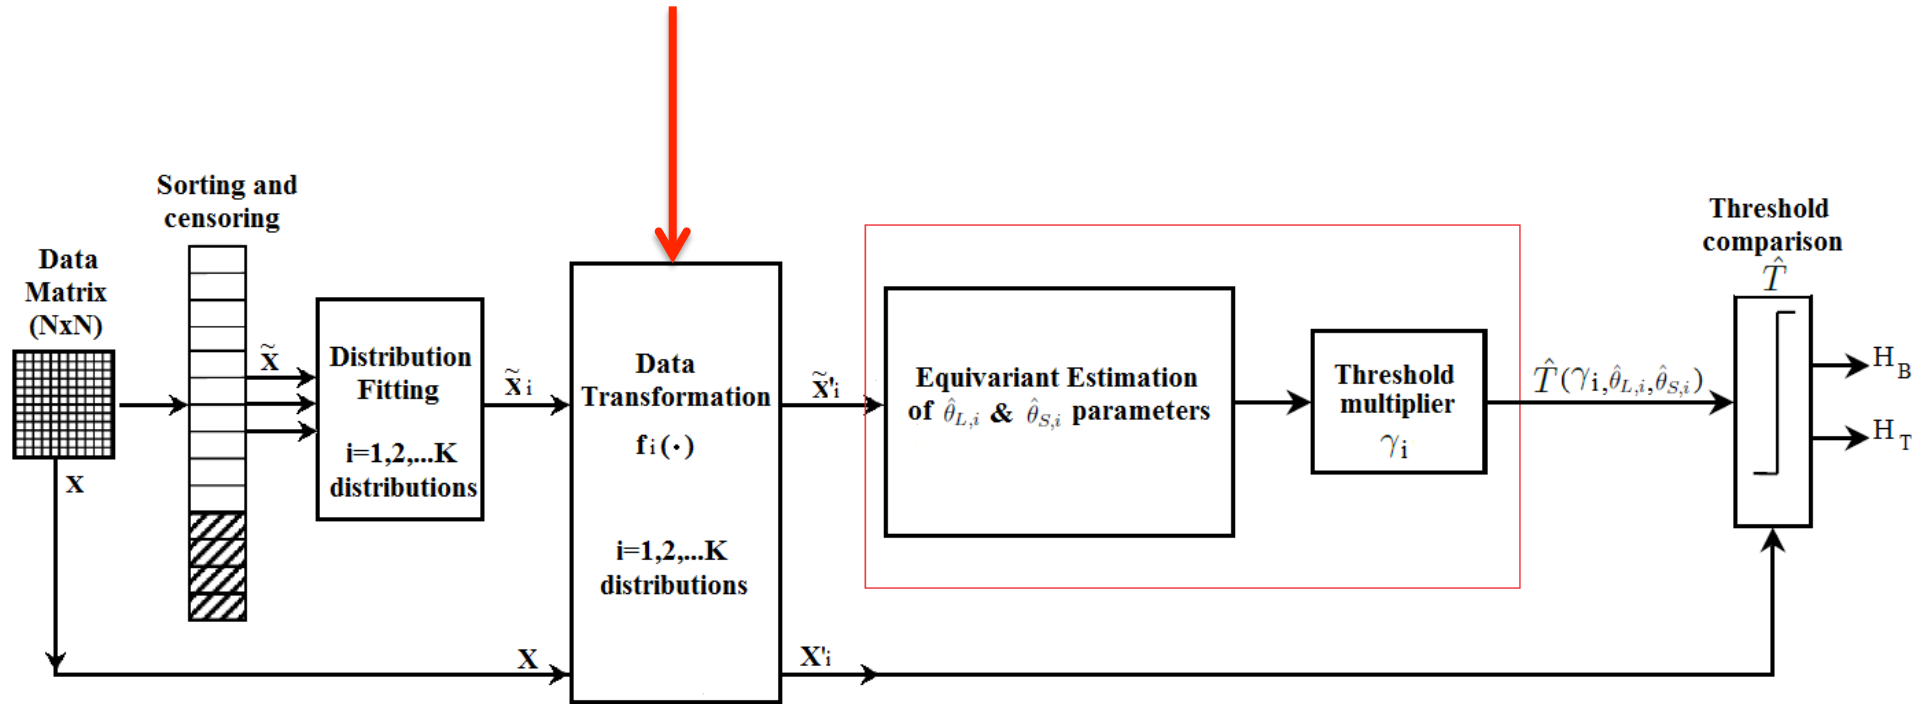 Sorting and
censoring
Data
Matrix
(NxN)
X
x̃
Distribution
Fitting
i=1,2,...K
distributions
x̃ i
Data
Transformation
f i (·)
i=1,2,...K
distributions
X
x̃'i
X'i
Equivariant Estimation
of θ̂L,i & θ̂S,i parameters
Threshold
multiplier
γi
T̂(γi,θ̂L,i,θ̂S,i)
Threshold
comparison
T̂
HB
HT